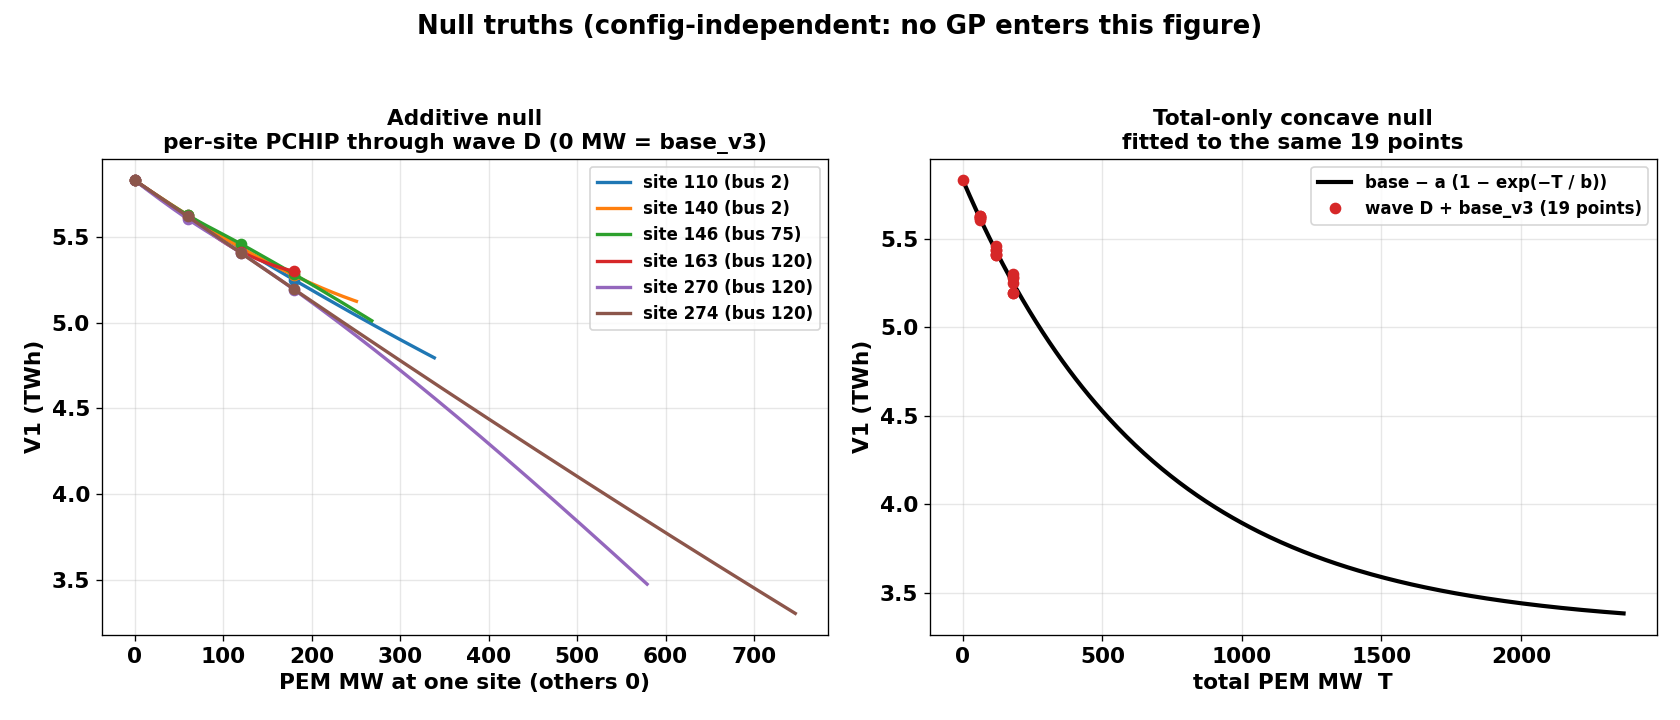 Null truths (config-independent: no GP enters this figure)
Additive null
per-site PCHIP through wave D (0 MW = base_v3)
V1 (TWh)
5.5
5.0
4.5
4.0
3.5
0 100 200 300 400 500 600 700
PEM MW at one site (others 0)
site 110 (bus 2)
site 140 (bus 2)
site 146 (bus 75)
site 163 (bus 120)
site 270 (bus 120)
site 274 (bus 120)
Total-only concave null
fitted to the same 19 points
V1 (TWh)
5.5
5.0
4.5
4.0
3.5
0 500 1000 1500 2000
total PEM MW  T
base − a (1 − exp(−T / b))
wave D + base_v3 (19 points)